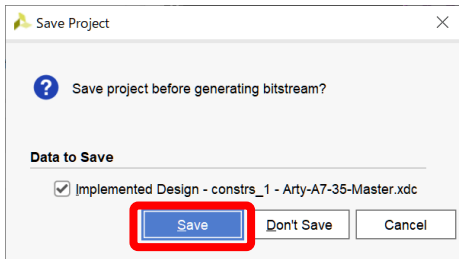 Save Project
Save project before generating bitstream?
Data to Save
Implemented Design - constrs_1 - Arty-A7-35-Master.xdc
Save Don't Save Cancel